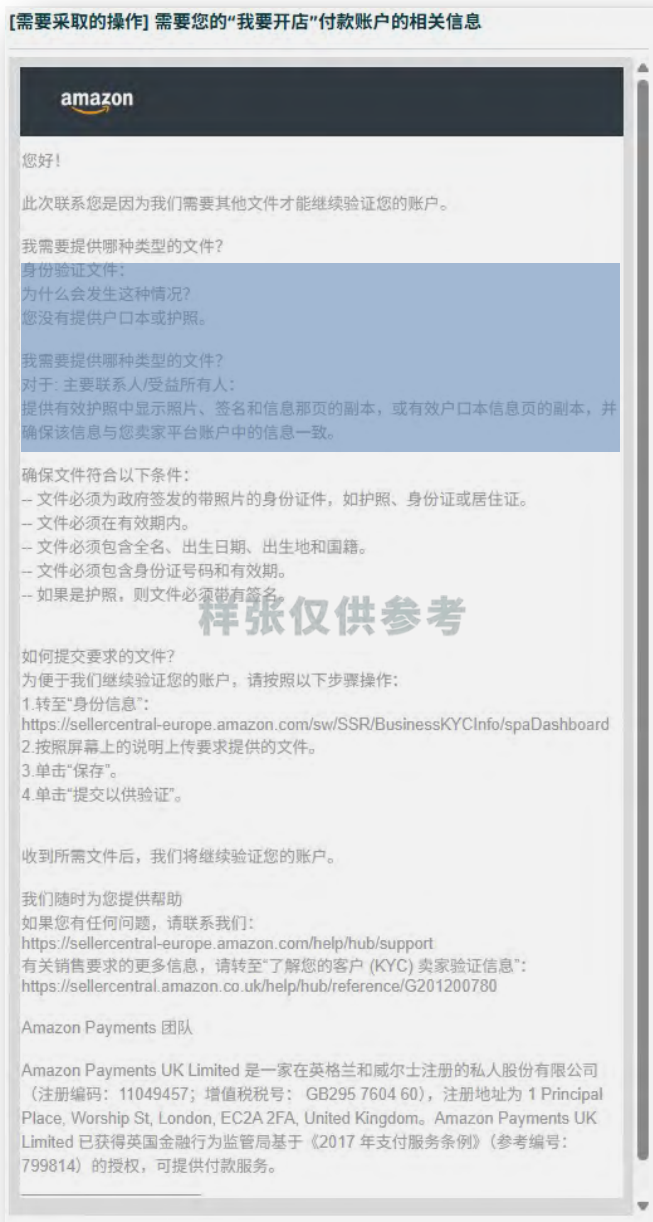 [需要采取的操作] 需要您的“我要开店”付款账户的相关信息
amazon
您好！
此次联系您是因为我们需要其他文件才能继续验证您的账户。
我需要提供哪种类型的文件？
身份验证文件：
为什么会发生这种情况？
您没有提供户口本或护照。
我需要提供哪种类型的文件？
对于: 主要联系人/受益所有人：
提供有效护照中显示照片、签名和信息那页的副本，或有效户口本信息页的副本，并
确保该信息与您卖家平台账户中的信息一致。
确保文件符合以下条件：
-- 文件必须为政府签发的带照片的身份证件，如护照、身份证或居住证。
-- 文件必须在有效期内。
-- 文件必须包含全名、出生日期、出生地和国籍。
-- 文件必须包含身份证号码和有效期。
-- 如果是护照，则文件必须带有签名。
样张仅供参考
如何提交要求的文件？
为便于我们继续验证您的账户，请按照以下步骤操作：
1.转至“身份信息”：
https://sellercentral-europe.amazon.com/sw/SSR/BusinessKYCInfo/spaDashboard
2.按照屏幕上的说明上传要求提供的文件。
3.单击“保存”。
4.单击“提交以供验证”。
收到所需文件后，我们将继续验证您的账户。
我们随时为您提供帮助
如果您有任何问题，请联系我们：
https://sellercentral-europe.amazon.com/help/hub/support
有关销售要求的更多信息，请转至“了解您的客户 (KYC) 卖家验证信息”：
https://sellercentral.amazon.co.uk/help/hub/reference/G201200780
Amazon Payments 团队
Amazon Payments UK Limited 是一家在英格兰和威尔士注册的私人股份有限公司
（注册编码：11049457；增值税税号： GB295 7604 60），注册地址为 1 Principal
Place, Worship St, London, EC2A 2FA, United Kingdom。Amazon Payments UK
Limited 已获得英国金融行为监管局基于《2017 年支付服务条例》（参考编号：
799814）的授权，可提供付款服务。